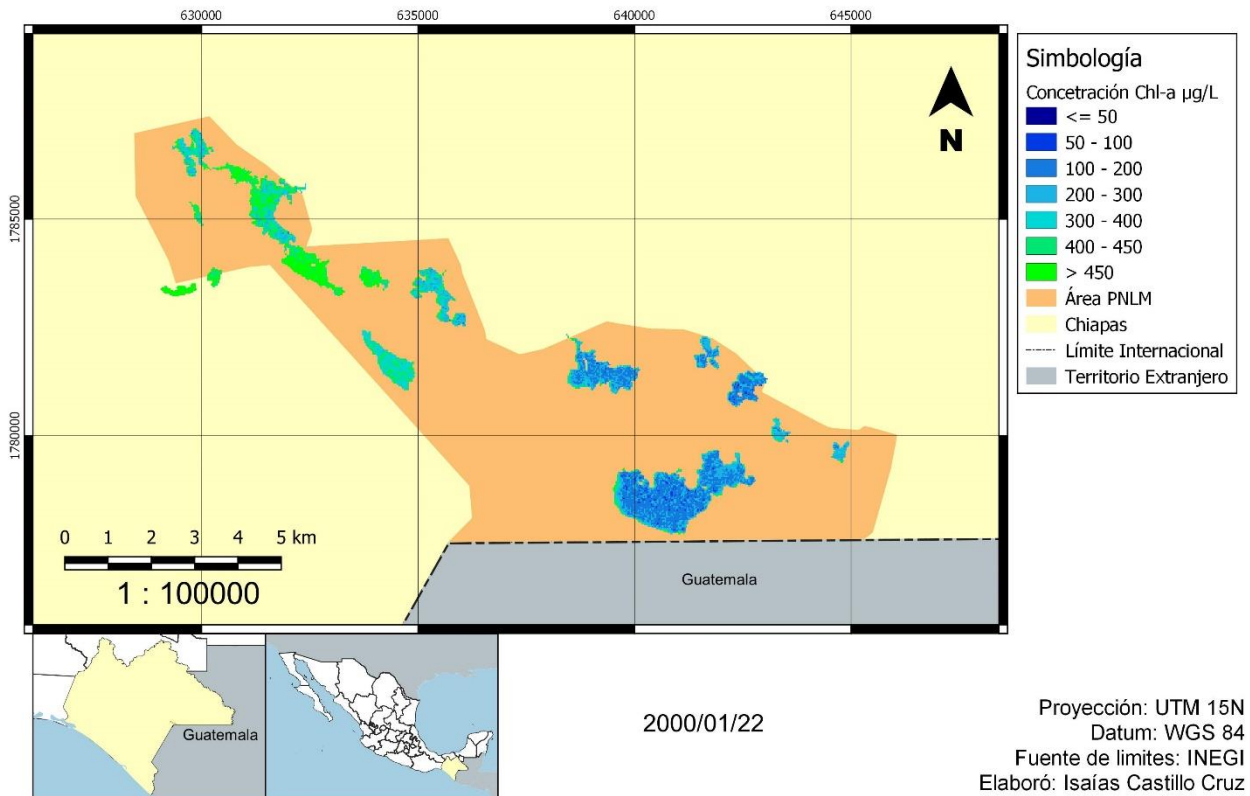 630000 635000 640000 645000
1785000
1780000
N
0 1 2 3 4 5 km
1 : 100000
Guatemala
Simbología
Concetración Chl-a µg/L
<= 50
50 - 100
100 - 200
200 - 300
300 - 400
400 - 450
> 450
Área PNLM
Chiapas
Límite Internacional
Territorio Extranjero
Guatemala
2000/01/22
Proyección: UTM 15N
Datum: WGS 84
Fuente de limites: INEGI
Elaboró: Isaías Castillo Cruz